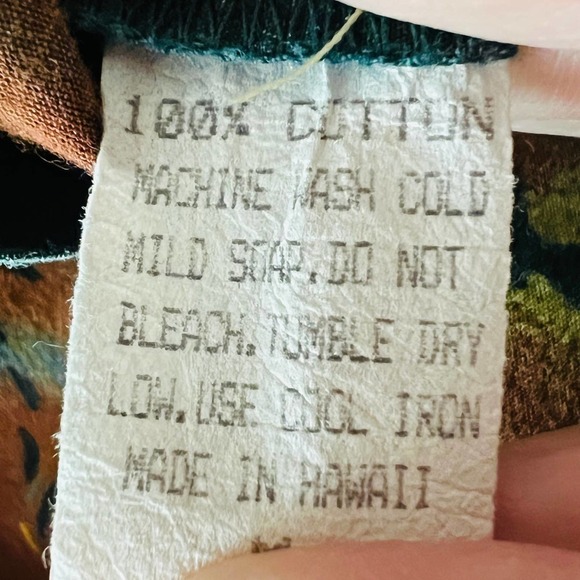 100% COTTON
MACHINE WASH COLD
MILD SOAP.DO NOT
BLEACH.TUMBLE DRY
LOW.USE COOL IRON
MADE IN HAWAII